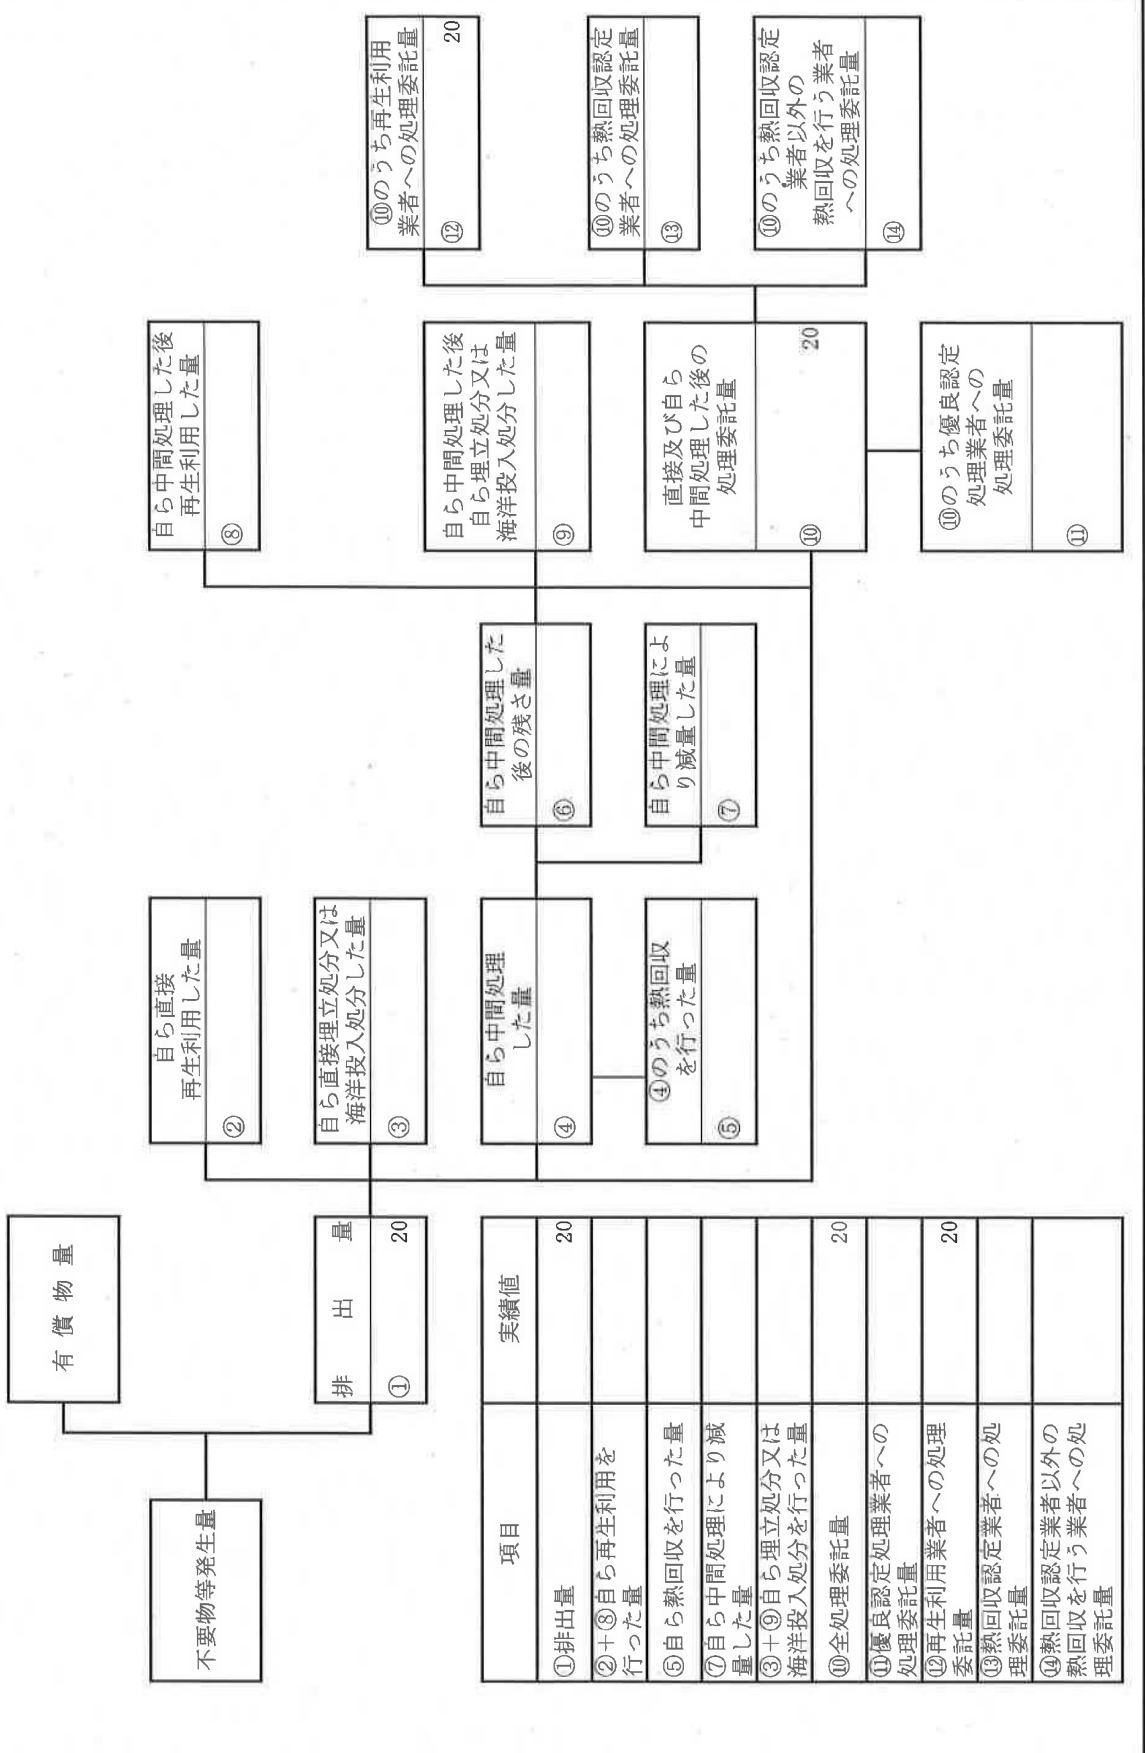 不要物等発生量
有償物量
排出量
① 20
自ら直接
再生利用した量
②
自ら直接埋立処分又は
海洋投入処分した量
③
自ら中間処理
した量
④
④のうち熱回収
を行った量
⑤
自ら中間処理した
後の残さ量
⑥
自ら中間処理によ
り減量した量
⑦
自ら中間処理した後
再生利用した量
⑧
自ら中間処理した後
自ら埋立処分又は
海洋投入処分した量
⑨
直接及び自ら
中間処理した後の
処理委託量
⑩ 20
⑩のうち優良認定
処理業者への
処理委託量
⑪
⑩のうち再生利用
業者への処理委託量
⑫ 20
⑩のうち熱回収認定
業者への処理委託量
⑬
⑩のうち熱回収認定
業者以外の
熱回収を行う業者
への処理委託量
⑭
項目 実績値
①排出量 20
②+⑧自ら再生利用を
行った量
⑤自ら熱回収を行った量
⑦自ら中間処理により減
量した量
③+⑨自ら埋立処分又は
海洋投入処分を行った量
⑩全処理委託量 20
⑪優良認定処理業者への
処理委託量
⑫再生利用業者への処理
委託量 20
⑬熱回収認定業者への処
理委託量
⑭熱回収認定業者以外の
熱回収を行う業者への処
理委託量